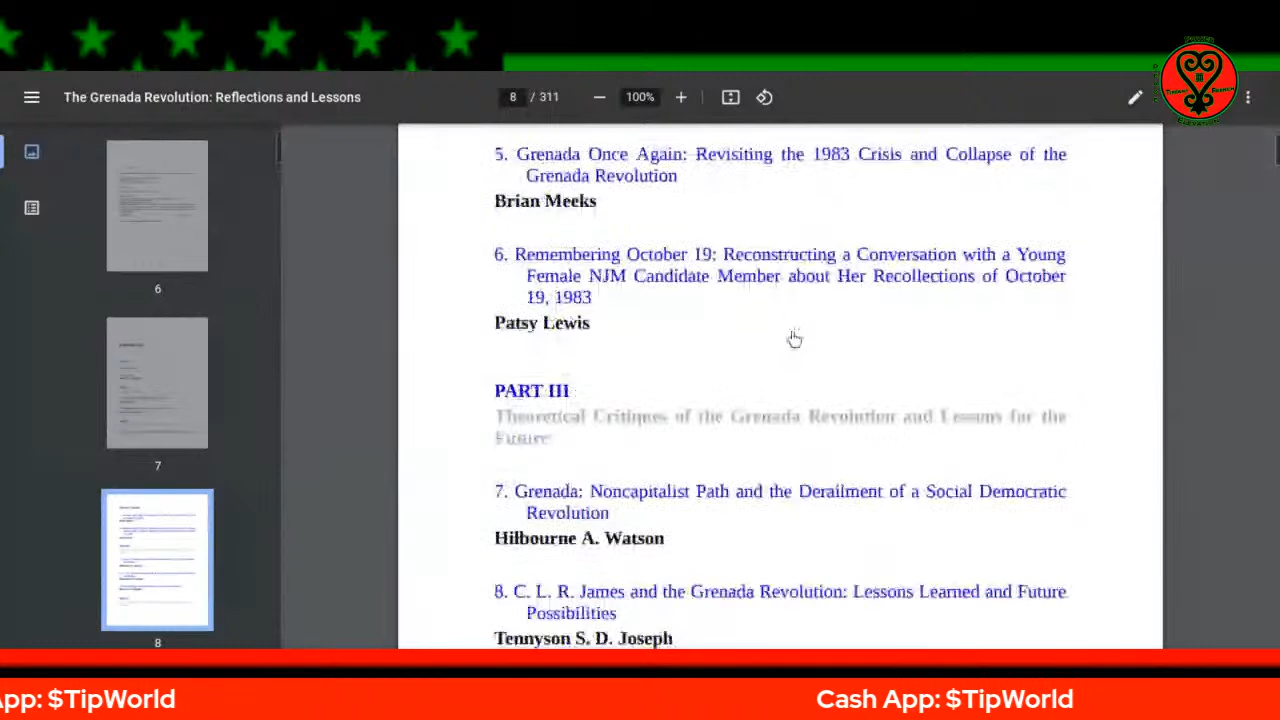 The Grenada Revolution: Reflections and Lessons
8 / 311
100%
6
7
8
5. Grenada Once Again: Revisiting the 1983 Crisis and Collapse of the
Grenada Revolution
Brian Meeks
6. Remembering October 19: Reconstructing a Conversation with a Young
Female NJM Candidate Member about Her Recollections of October
19, 1983
Patsy Lewis
PART III
Theoretical Critiques of the Grenada Revolution and Lessons for the
Future
7. Grenada: Noncapitalist Path and the Derailment of a Social Democratic
Revolution
Hilbourne A. Watson
8. C. L. R. James and the Grenada Revolution: Lessons Learned and Future
Possibilities
Tennyson S. D. Joseph
App: $TipWorld
Cash App: $TipWorld